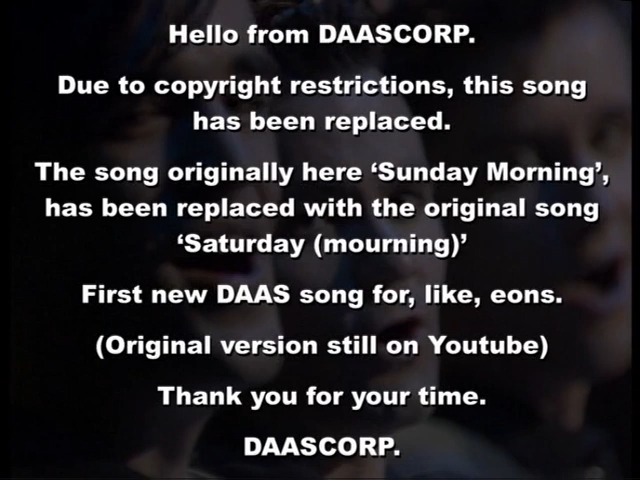 Hello from DAASCORP.
Due to copyright restrictions, this song
has been replaced.
The song originally here ‘Sunday Morning’,
has been replaced with the original song
‘Saturday (mourning)’
First new DAAS song for, like, eons.
(Original version still on Youtube)
Thank you for your time.
DAASCORP.